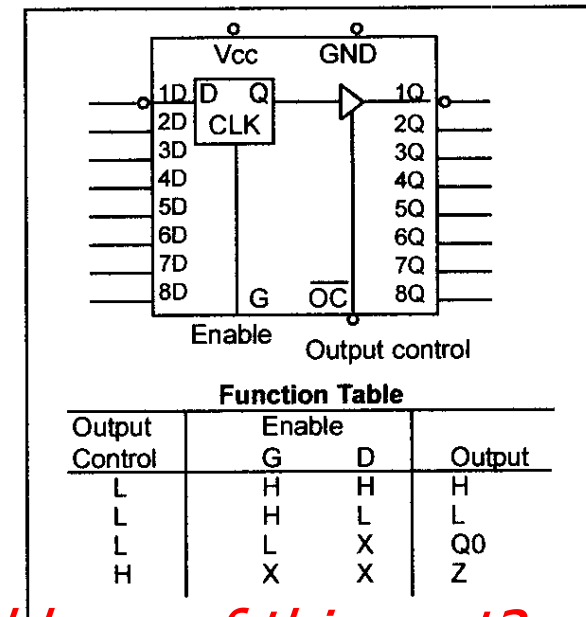 Vcc GND
1D D Q 1Q
2D CLK 2Q
3D 3Q
4D 4Q
5D 5Q
6D 6Q
7D 7Q
8D G OC 8Q
Enable Output control
Function Table
Output Enable
Control G D Output
L H H H
L H L L
L L X Q0
H X X Z